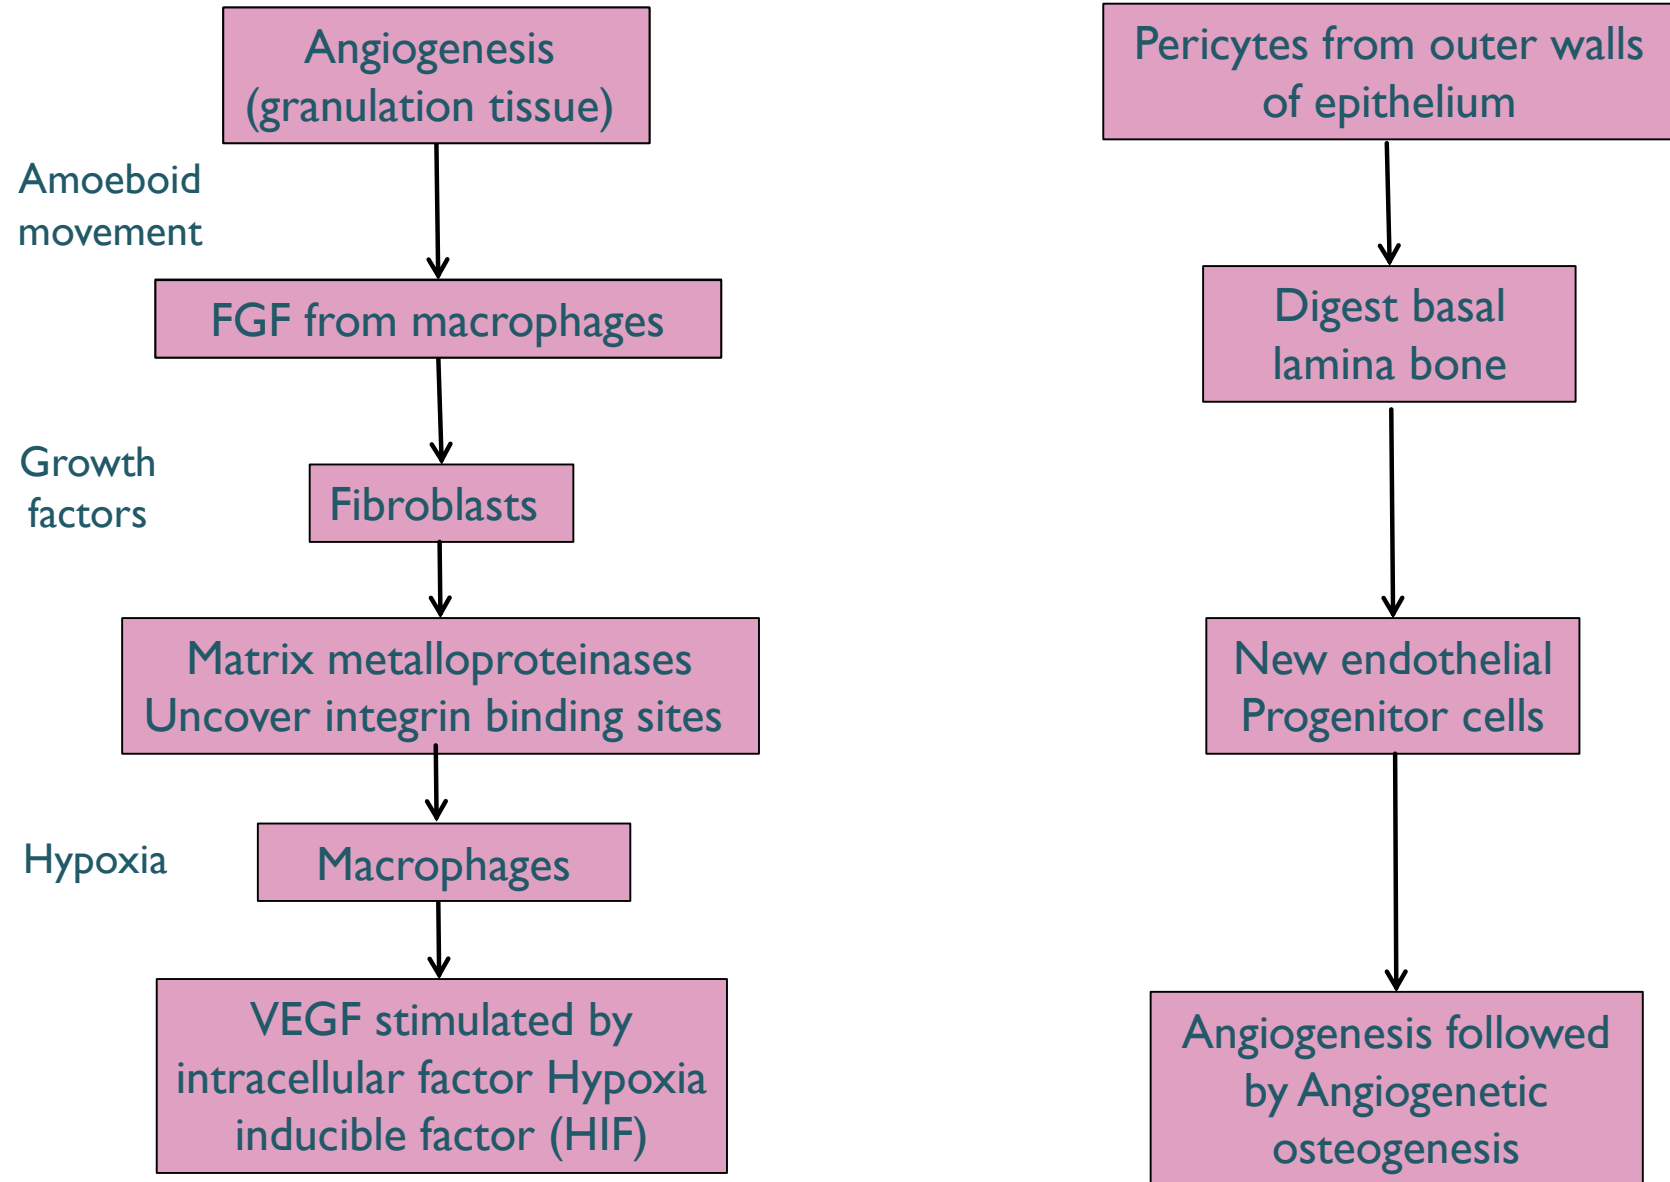 Angiogenesis
(granulation tissue)
Amoeboid
movement
FGF from macrophages
Growth
factors
Fibroblasts
Matrix metalloproteinases
Uncover integrin binding sites
Hypoxia
Macrophages
VEGF stimulated by
intracellular factor Hypoxia
inducible factor (HIF)
Pericytes from outer walls
of epithelium
Digest basal
lamina bone
New endothelial
Progenitor cells
Angiogenesis followed
by Angiogenetic
osteogenesis